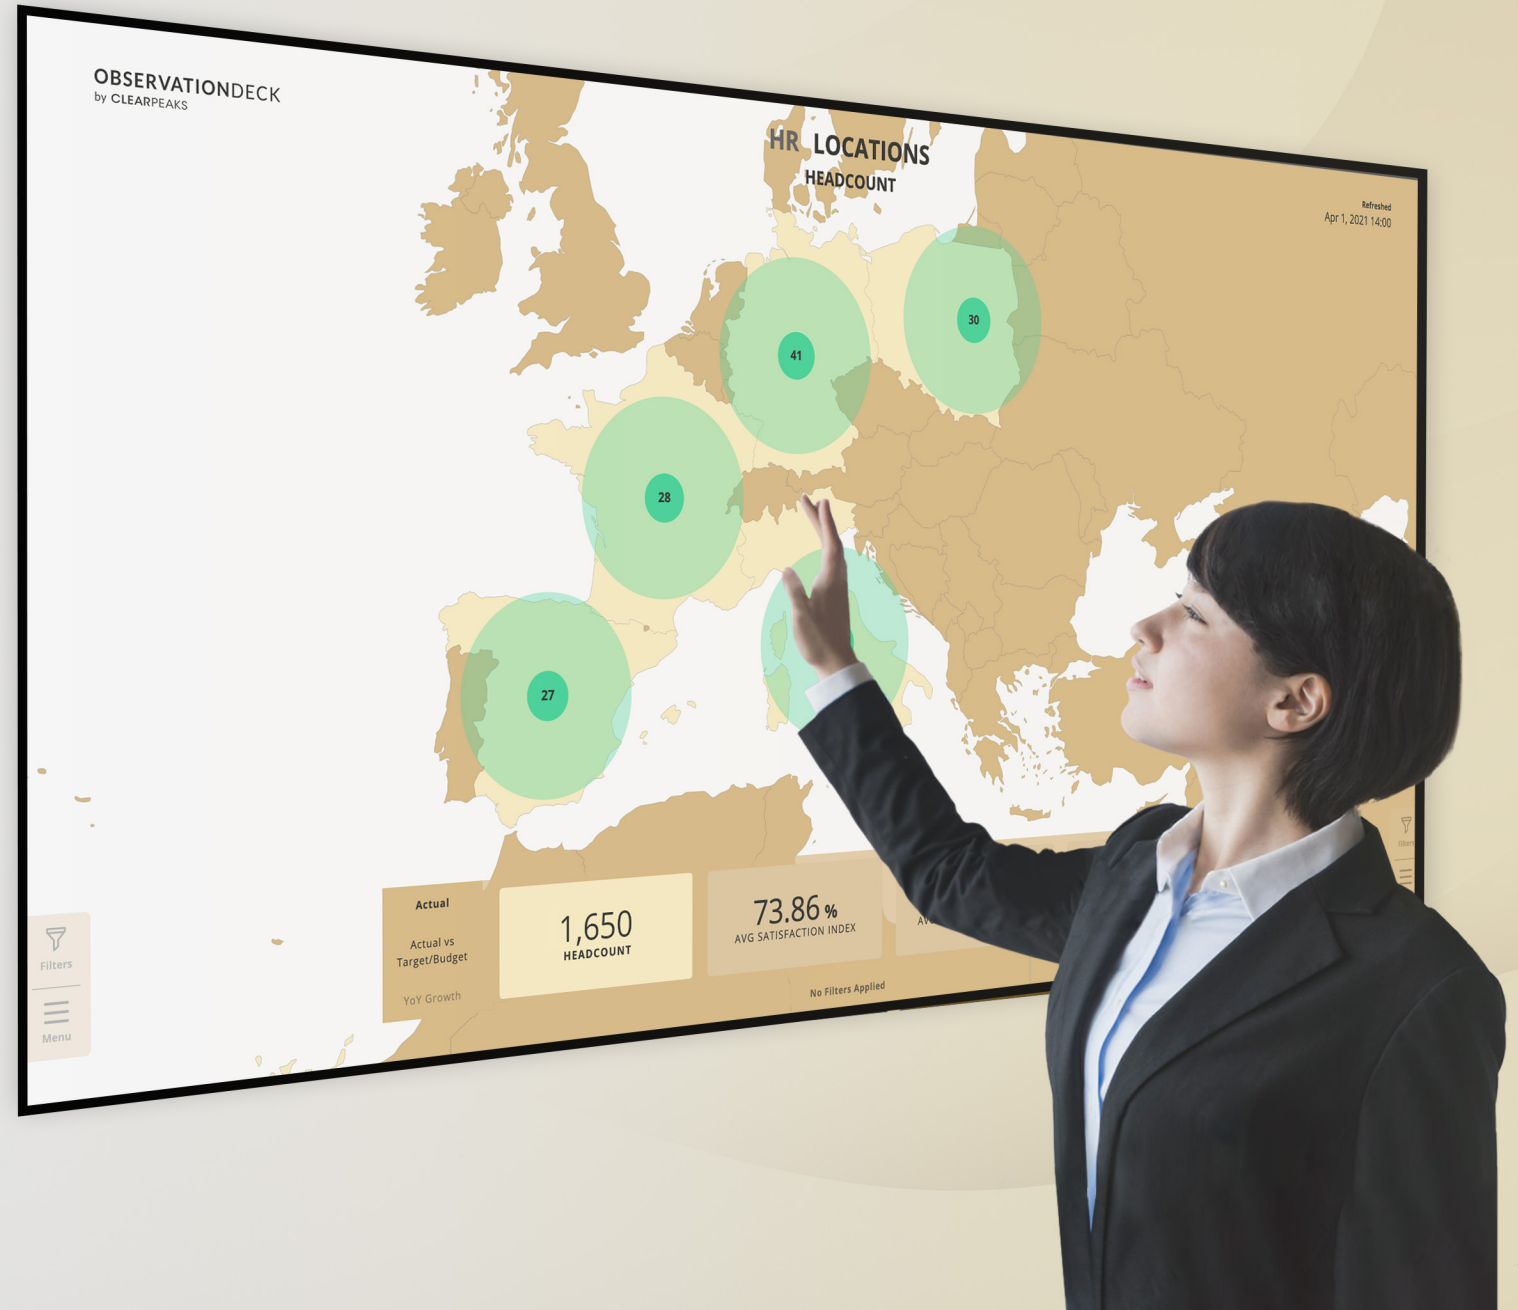 OBSERVATIONDECK
by CLEARPEAKS
HR LOCATIONS
HEADCOUNT
Refreshed
Apr 1, 2021 14:00
30
41
28
27
Actual
Actual vs
Target/Budget
YoY Growth
1,650
HEADCOUNT
73.86 %
AVG SATISFACTION INDEX
No Filters Applied
Filters
Menu
Filters